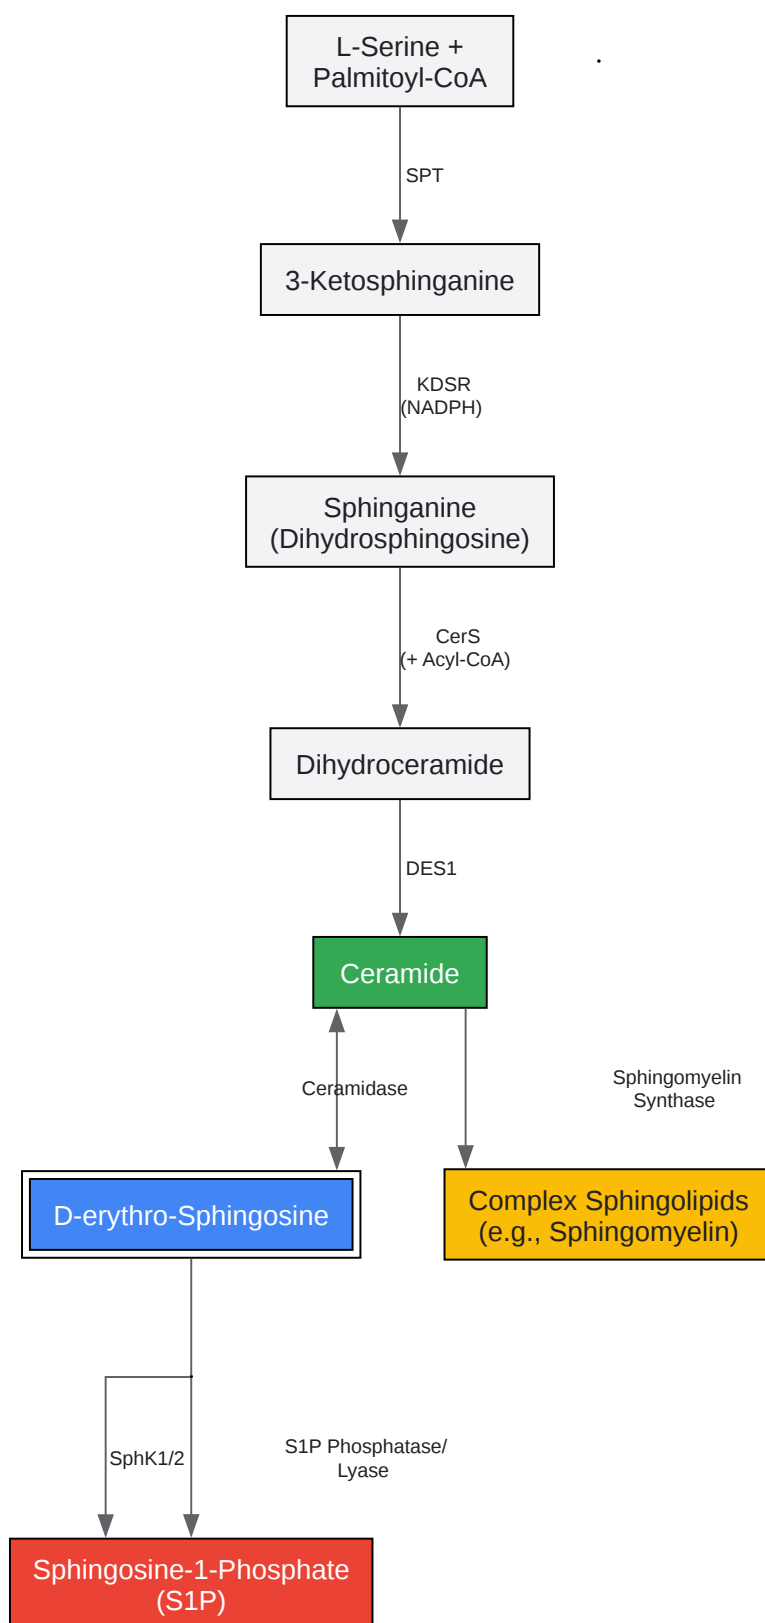 L-Serine +
Palmitoyl-CoA
SPT
3-Ketosphinganine
KDSR
(NADPH)
Sphinganine
(Dihydrosphingosine)
CerS
(+ Acyl-CoA)
Dihydroceramide
DES1
Ceramide
Ceramidase
Sphingomyelin
Synthase
D-erythro-Sphingosine
Complex Sphingolipids
(e.g., Sphingomyelin)
SphK1/2
S1P Phosphatase/
Lyase
Sphingosine-1-Phosphate
(S1P)